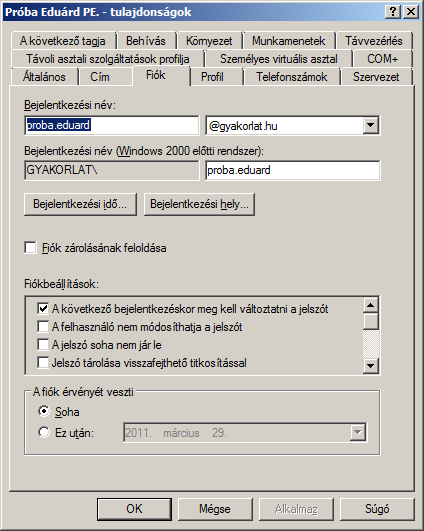 Próba Eduárd PE. - tulajdonságok
A következő tagja Behívás Környezet Munkamenetek Távvezérlés
Távoli asztali szolgáltatások profilja Személyes virtuális asztal COM+
Általános Cím Fiók Profil Telefonszámok Szervezet
Bejelentkezési név:
proba.eduard @gyakorlat.hu
Bejelentkezési név (Windows 2000 előtti rendszer):
GYAKORLAT\ proba.eduard
Bejelentkezési idő... Bejelentkezési hely...
Fiók zárolásának feloldása
Fiókbeállítások:
A következő bejelentkezéskor meg kell változtatni a jelszót
A felhasználó nem módosíthatja a jelszót
A jelszó soha nem jár le
Jelszó tárolása visszafejthető titkosítással
A fiók érvényét veszti
Soha
Ez után: 2011. március 29.
OK Mégse Alkalmaz Súgó